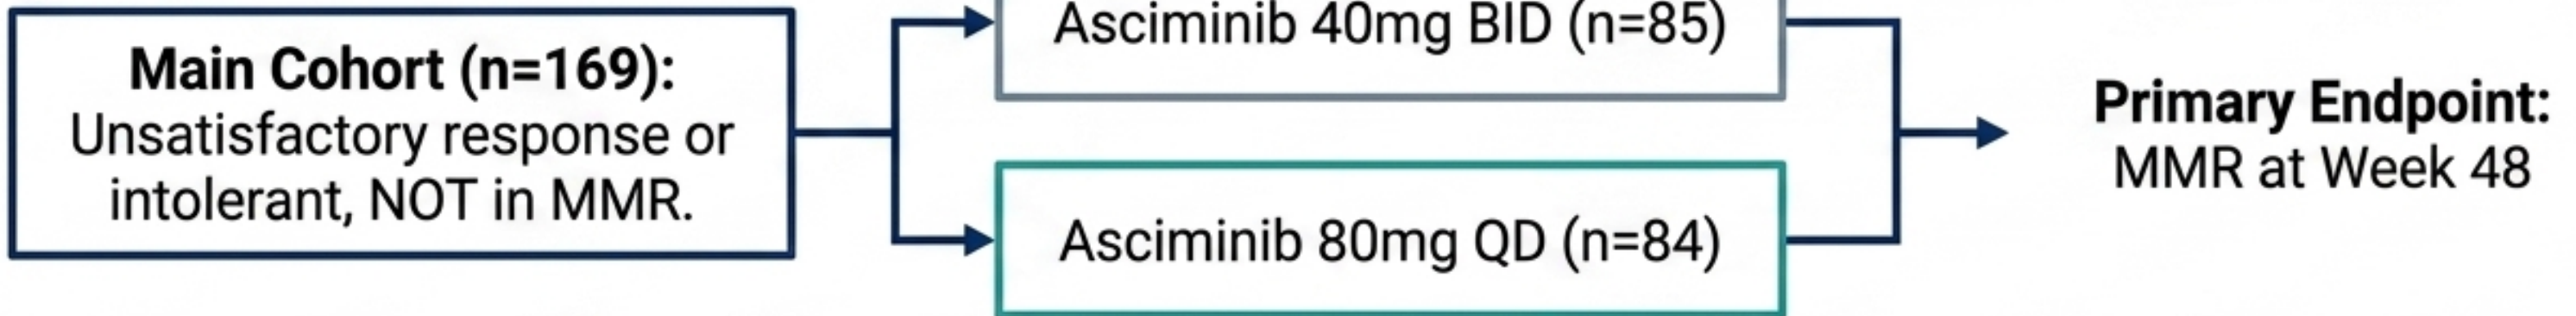 Main Cohort (n=169):
Unsatisfactory response or
intolerant, NOT in MMR.
Asciminib 40mg BID (n=85)
Asciminib 80mg QD (n=84)
Primary Endpoint:
MMR at Week 48